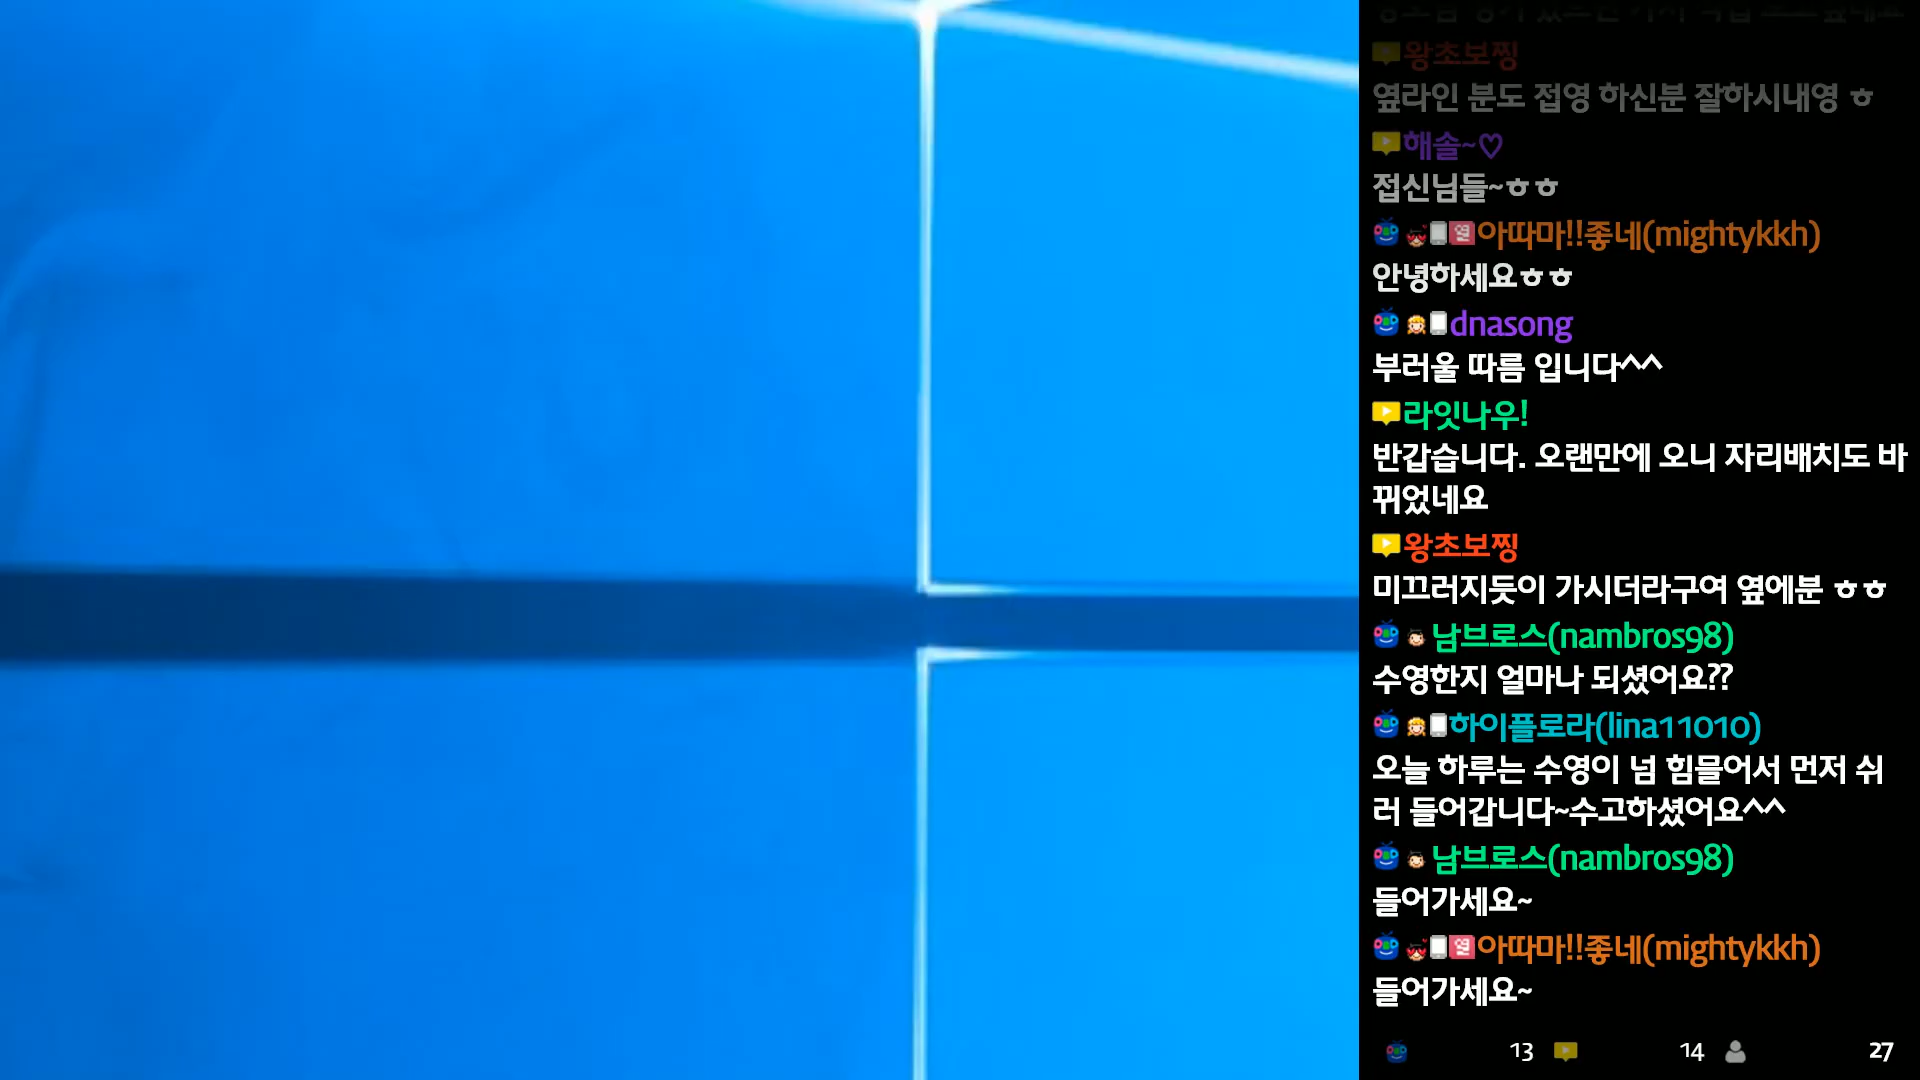 왕초보찡
옆라인 분도 접영 하신분 잘하시내영 ㅎ
해솔~♡
접신님들~ㅎㅎ
열아따마!!좋네(mightykkh)
안녕하세요ㅎㅎ
dnasong
부러울 따름 입니다^^
라잇나우!
반갑습니다. 오랜만에 오니 자리배치도 바
뀌었네요
왕초보찡
미끄러지듯이 가시더라구여 옆에분 ㅎㅎ
남브로스(nambros98)
수영한지 얼마나 되셨어요??
하이플로라(lina11010)
오늘 하루는 수영이 넘 힘믈어서 먼저 쉬
러 들어갑니다~수고하셨어요^^
남브로스(nambros98)
들어가세요~
열아따마!!좋네(mightykkh)
들어가세요~
13 14 27